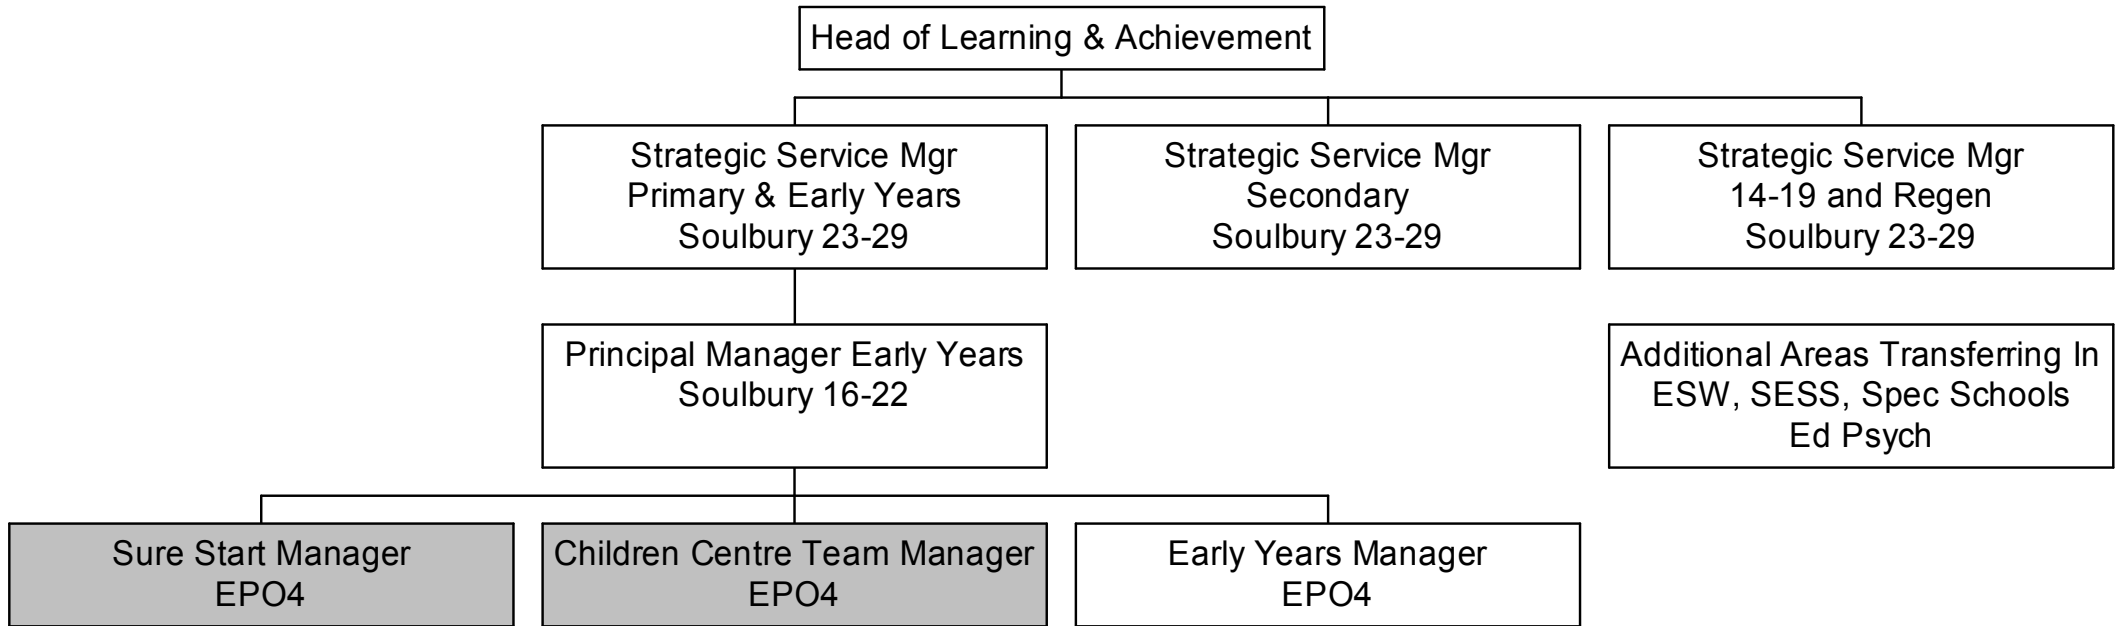 Head of Learning & Achievement
Strategic Service Mgr
Primary & Early Years
Soulbury 23-29
Strategic Service Mgr
Secondary
Soulbury 23-29
Strategic Service Mgr
14-19 and Regen
Soulbury 23-29
Principal Manager Early Years
Soulbury 16-22
Additional Areas Transferring In
ESW, SESS, Spec Schools
Ed Psych
Sure Start Manager
EPO4
Children Centre Team Manager
EPO4
Early Years Manager
EPO4